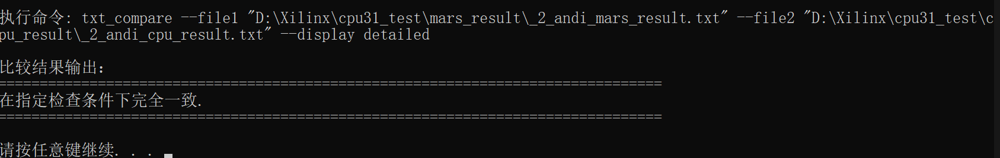 执行命令: txt_compare --file1 "D:\Xilinx\cpu31_test\mars_result\_2_andi_mars_result.txt" --file2 "D:\Xilinx\cpu31_test\c
pu_result\_2_andi_cpu_result.txt" --display detailed
比较结果输出：
=================================================================================
在指定检查条件下完全一致.
=================================================================================
请按任意键继续. . .